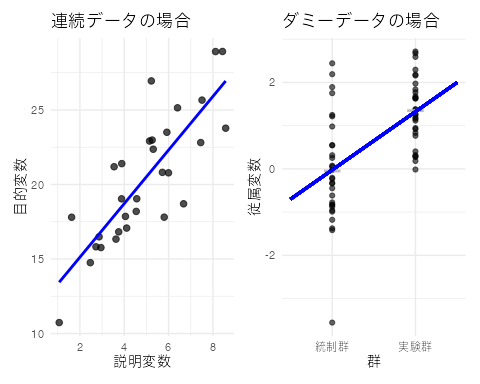 連続データの場合
目的変数
25
20
15
10
2
4
6
8
説明変数
ダミーデータの場合
従属変数
2
0
-2
統制群
実験群
群